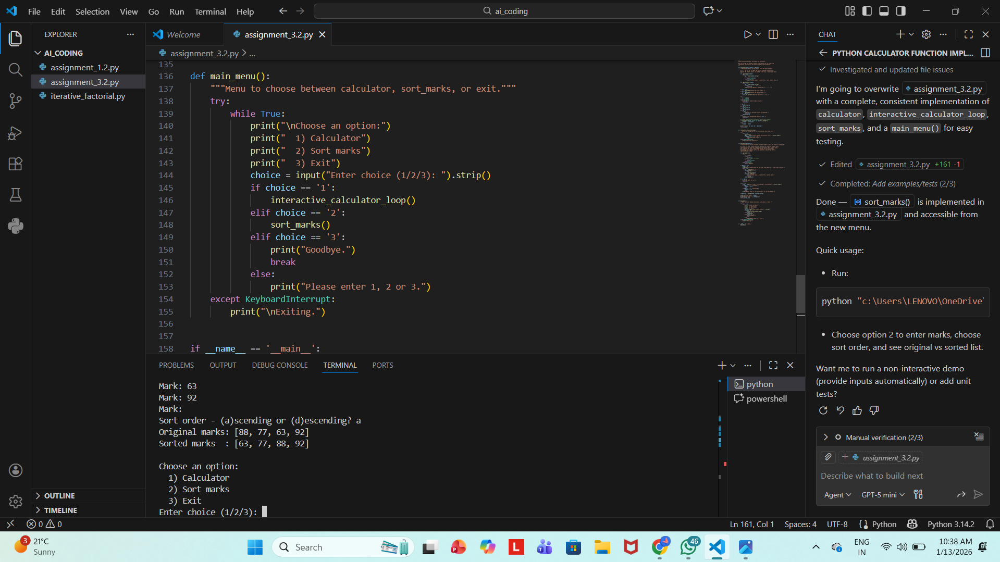 File Edit Selection View Go Run Terminal Help
ai_coding
EXPLORER
AI_CODING
assignment_1.2.py
assignment_3.2.py
iterative_factorial.py
OUTLINE
TIMELINE
Welcome
assignment_3.2.py
assignment_3.2.py > ...
135
136 def main_menu():
137 """Menu to choose between calculator, sort_marks, or exit."""
138 try:
139 while True:
140 print("\nChoose an option:")
141 print("  1) Calculator")
142 print("  2) Sort marks")
143 print("  3) Exit")
144 choice = input("Enter choice (1/2/3): ").strip()
145 if choice == '1':
146 interactive_calculator_loop()
147 elif choice == '2':
148 sort_marks()
149 elif choice == '3':
150 print("Goodbye.")
151 break
152 else:
153 print("Please enter 1, 2 or 3.")
154 except KeyboardInterrupt:
155 print("\nExiting.")
156
157
158 if __name__ == '__main__':
PROBLEMS OUTPUT DEBUG CONSOLE TERMINAL PORTS
Mark: 63
Mark: 92
Mark:
Sort order - (a)scending or (d)escending? a
Original marks: [88, 77, 63, 92]
Sorted marks  : [63, 77, 88, 92]
Choose an option:
1) Calculator
2) Sort marks
3) Exit
Enter choice (1/2/3):
python
powershell
CHAT
PYTHON CALCULATOR FUNCTION IMPL...
Investigated and updated file issues
I'm going to overwrite assignment_3.2.py
with a complete, consistent implementation of
calculator, interactive_calculator_loop,
sort_marks, and a main_menu() for easy
testing.
Edited assignment_3.2.py +161 -1
Completed: Add examples/tests (2/3)
Done — sort_marks() is implemented in
assignment_3.2.py and accessible from
the new menu.
Quick usage:
Run:
python "c:\Users\LENOVO\OneDrive\
Choose option 2 to enter marks, choose
sort order, and see original vs sorted list.
Want me to run a non-interactive demo
(provide inputs automatically) or add unit
tests?
Manual verification (2/3)
assignment_3.2.py
Describe what to build next
Agent GPT-5 mini
0 0
Ln 161, Col 1 Spaces: 4 UTF-8 Python Python 3.14.2
3
21°C
Sunny
Search
46
ENG
IN
10:38 AM
1/13/2026